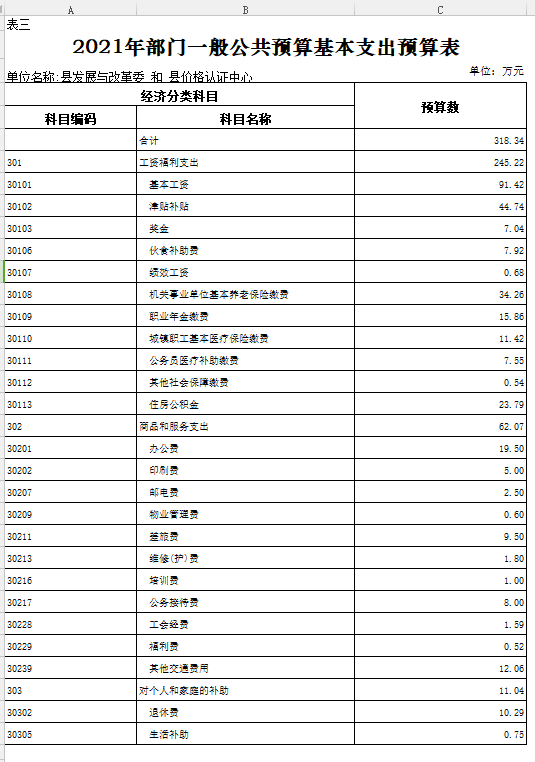 A B C
表三
2021年部门一般公共预算基本支出预算表
单位名称:县发展与改革委 和 县价格认证中心 单位：万元
经济分类科目 预算数
科目编码 科目名称
合计 318.34
301 工资福利支出 245.22
30101 基本工资 91.42
30102 津贴补贴 44.74
30103 奖金 7.04
30106 伙食补助费 7.92
30107 绩效工资 0.68
30108 机关事业单位基本养老保险缴费 34.26
30109 职业年金缴费 15.86
30110 城镇职工基本医疗保险缴费 11.42
30111 公务员医疗补助缴费 7.55
30112 其他社会保障缴费 0.54
30113 住房公积金 23.79
302 商品和服务支出 62.07
30201 办公费 19.50
30202 印刷费 5.00
30207 邮电费 2.50
30209 物业管理费 0.60
30211 差旅费 9.50
30213 维修(护)费 1.80
30216 培训费 1.00
30217 公务接待费 8.00
30228 工会经费 1.59
30229 福利费 0.52
30239 其他交通费用 12.06
303 对个人和家庭的补助 11.04
30302 退休费 10.29
30305 生活补助 0.75